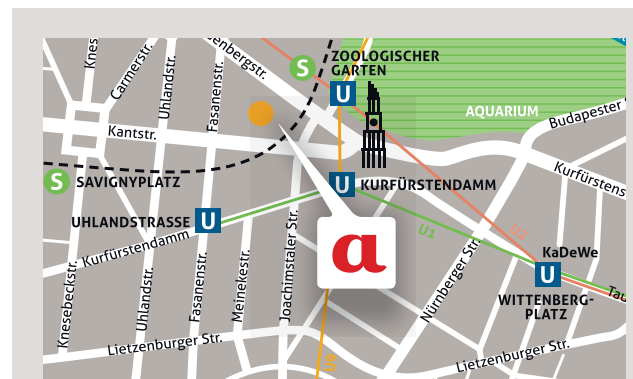 Knes
Carmerstr.
Uhlandstr.
Fasanenstr.
enbergstr.
S
ZOOLOGISCHER
GARTEN
U
AQUARIUM
Budapester
Kantstr.
Kurfürstens
S
SAVIGNYPLATZ
U
KURFÜRSTENDAMM
UHLANDSTRASSE
U
Kurfürstendamm
U1
U2
a
KaDeWe
U
WITTENBERG-
PLATZ
Tau
Knesebeckstr.
Uhlandstr.
Fasanenstr.
Meinekestr.
Joachimstaler Str.
Nürnberger Str.
Lietzenburger Str.
U9
Lietzenburger Str.